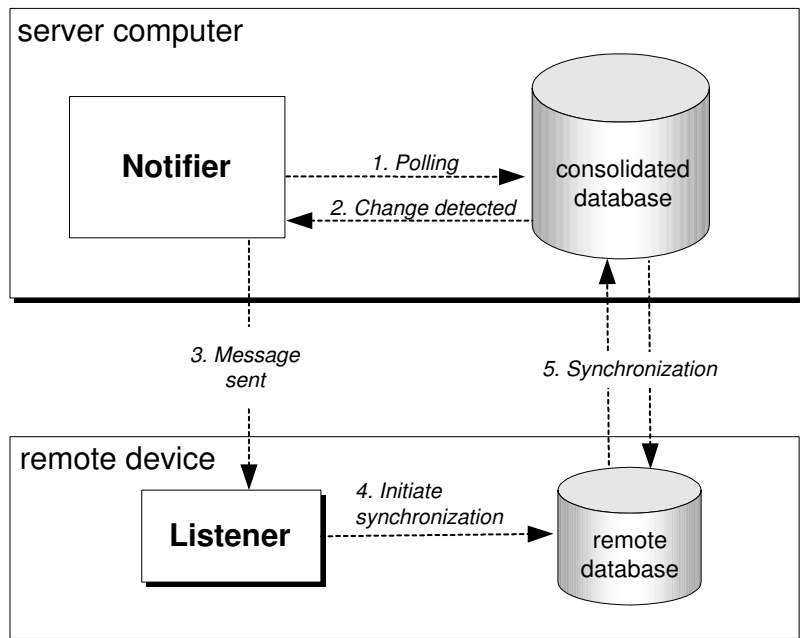 server computer
Notifier
1. Polling
2. Change detected
consolidated
database
3. Message
sent
5. Synchronization
remote device
Listener
4. Initiate
synchronization
remote
database